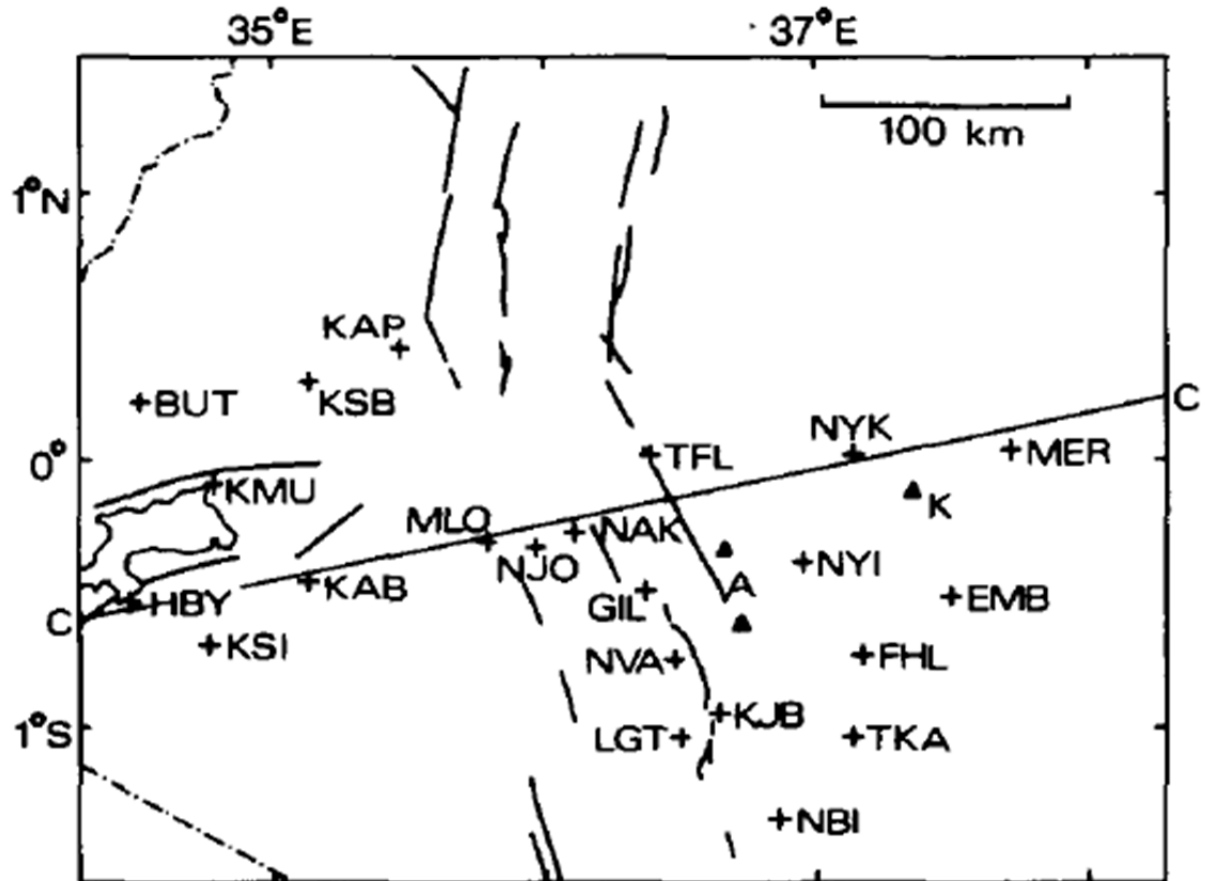 35°E 37°E
100 km
1°N
KAP
BUT
KSB
C
NYK
0°
TFL
MER
KMU
K
MLO
NAK
NJO
NYI
A
KAB
EMB
HBY
GIL
C
KSI
NVA
FHL
KJB
1°S
LGT
TKA
NBI